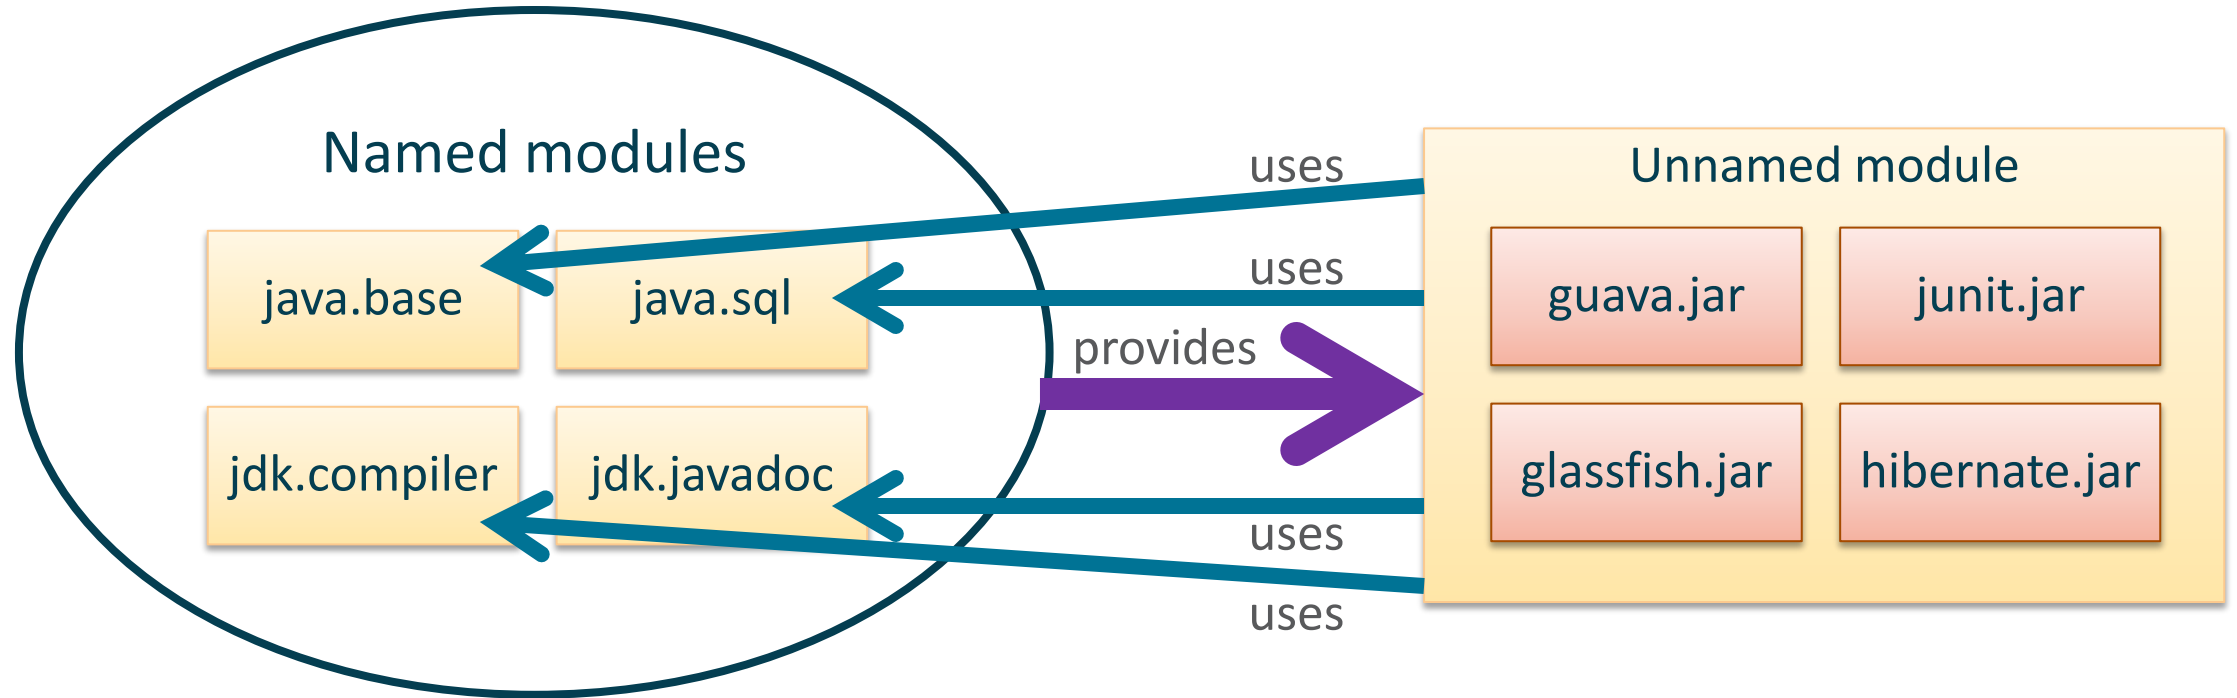 Named modules
java.base
java.sql
jdk.compiler
jdk.javadoc
uses
uses
provides
uses
uses
Unnamed module
guava.jar
junit.jar
glassfish.jar
hibernate.jar